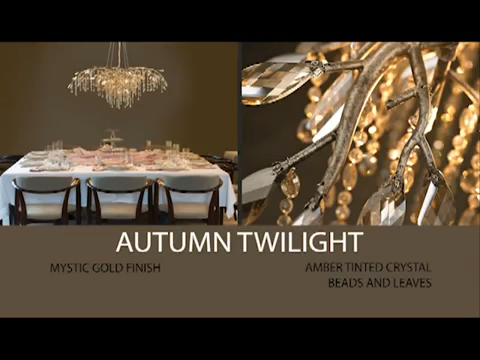 AUTUMN TWILIGHT
MYSTIC GOLD FINISH
AMBER TINTED CRYSTAL
BEADS AND LEAVES